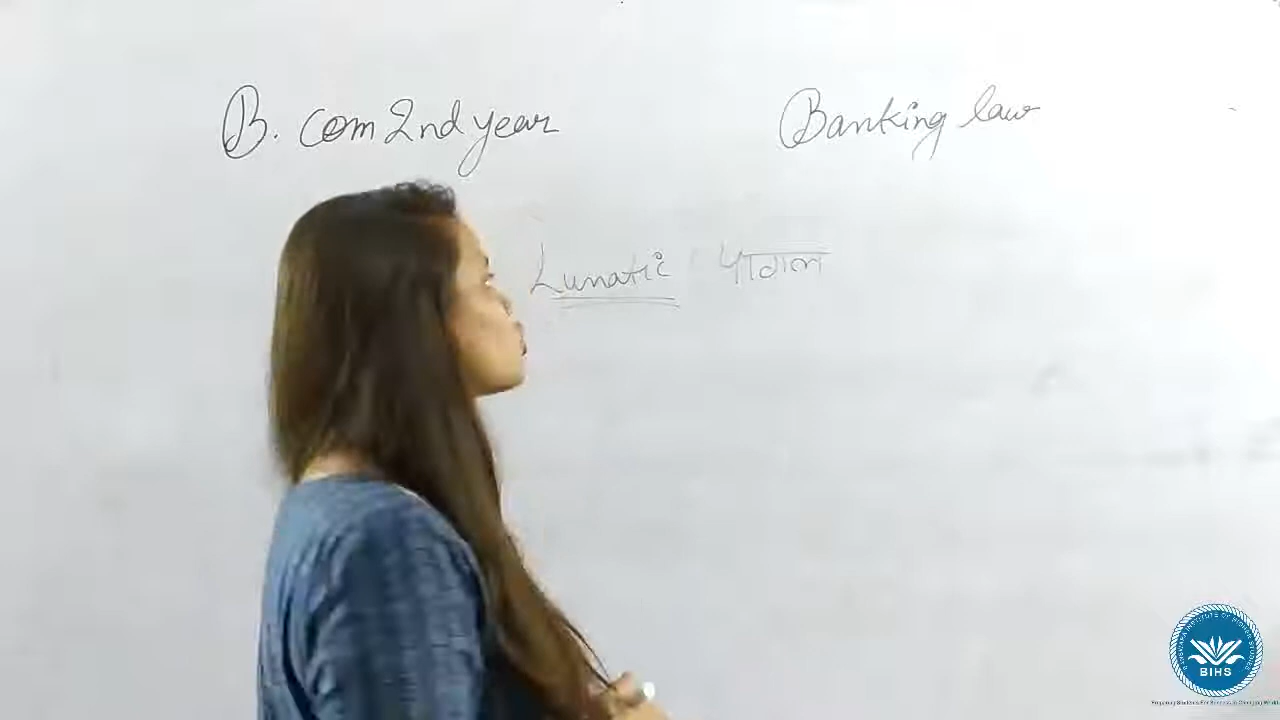 B. Com 2nd year Banking law
Lunatic पागल
BIHS